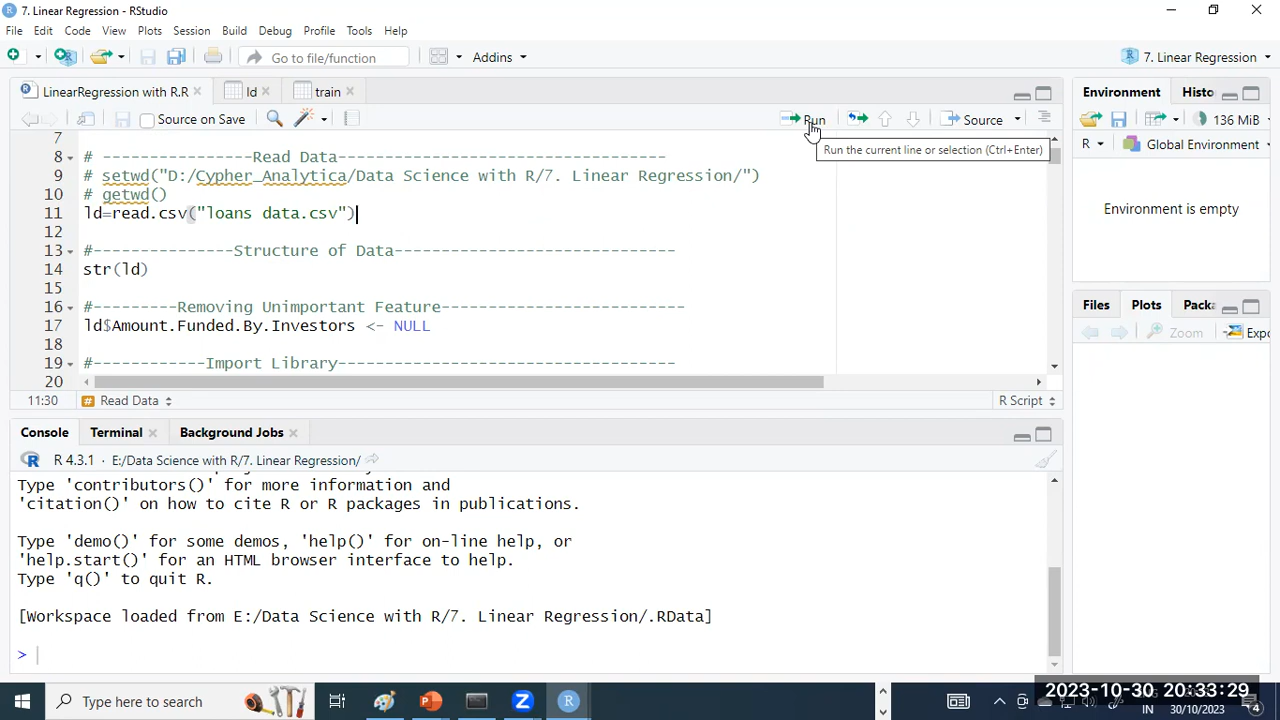 7. Linear Regression - RStudio
File Edit Code View Plots Session Build Debug Profile Tools Help
Go to file/function Addins 7. Linear Regression
LinearRegression with R.R ld train
Source on Save Run Source
Run the current line or selection (Ctrl+Enter)
7
8 # ----------------Read Data-----------------------------------
9 # setwd("D:/Cypher_Analytica/Data Science with R/7. Linear Regression/")
10 # getwd()
11 ld=read.csv("loans data.csv")
12
13 #---------------Structure of Data------------------------------
14 str(ld)
15
16 #---------Removing Unimportant Feature--------------------------
17 ld$Amount.Funded.By.Investors <- NULL
18
19 #------------Import Library------------------------------------
20
11:30 # Read Data R Script
Console Terminal Background Jobs
R 4.3.1 · E:/Data Science with R/7. Linear Regression/
Type 'contributors()' for more information and
'citation()' on how to cite R or R packages in publications.
Type 'demo()' for some demos, 'help()' for on-line help, or
'help.start()' for an HTML browser interface to help.
Type 'q()' to quit R.
[Workspace loaded from E:/Data Science with R/7. Linear Regression/.RData]
>
Environment Histo
136 MiB
R Global Environment
Environment is empty
Files Plots Packa
Zoom Expo
Type here to search
2023-10-30 20:33:29
IN 30/10/2023 4